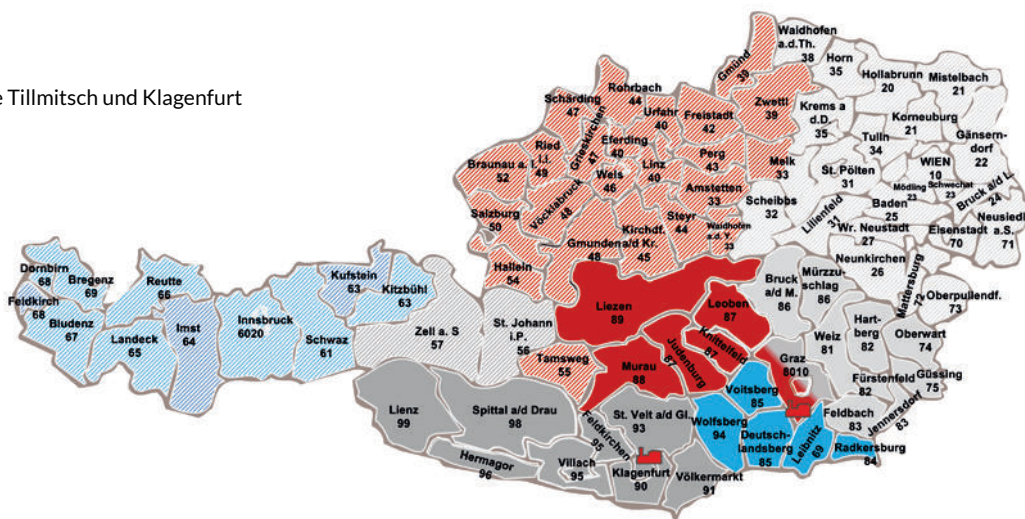 e Tillmitsch und Klagenfurt
Waidhofen
a.d.Th.
38
Gmünd
39
Horn
35
Hollabrunn
20
Mistelbach
21
Rohrbach
44
Schärding
47
Urfahr
40
Freistadt
42
Zwettl
39
Krems a
d.D.
35
Korneuburg
21
Tulln
34
Gänsern-
dorf
22
Ried
i.I.
49
Grieskirchen
47
Eferding
40
Linz
40
Perg
43
Melk
33
St. Pölten
31
WIEN
10
Braunau a. I.
52
Wels
46
Amstetten
33
Mödling
23
Schwechat
23
Bruck a/d L.
24
Vöcklabruck
48
Scheibbs
32
Lilienfeld
31
Baden
25
Salzburg
50
Steyr
44
Waidhofen
a.d. Y.
33
Wr. Neustadt
27
Eisenstadt
70
Neusiedl
a.S.
71
Gmunden
48
Kirchdf.
a/d Kr.
45
Neunkirchen
26
Mattersburg
72
Hallein
54
Oberpullendf.
73
Dornbirn
68
Bregenz
69
Reutte
66
Kufstein
63
Kitzbühl
63
Liezen
89
Leoben
87
Bruck
a/d M.
86
Mürzzu-
schlag
86
Feldkirch
68
Bludenz
67
Landeck
65
Imst
64
Innsbruck
6020
Schwaz
61
Zell a. S
57
St. Johann
i.P.
56
Tamsweg
55
Murau
88
Judenburg
87
Knittelfeld
87
Graz
8010
Weiz
81
Hart-
berg
82
Oberwart
74
Voitsberg
85
Fürstenfeld
82
Güssing
75
Lienz
99
Spittal a/d Drau
98
Feldkirchen
95
St. Veit a/d Gl.
93
Wolfsberg
94
Deutsch-
landsberg
85
Leibnitz
69
Feldbach
83
Jennersdorf
83
Radkersburg
84
Hermagor
96
Villach
95
Klagenfurt
90
Völkermarkt
91